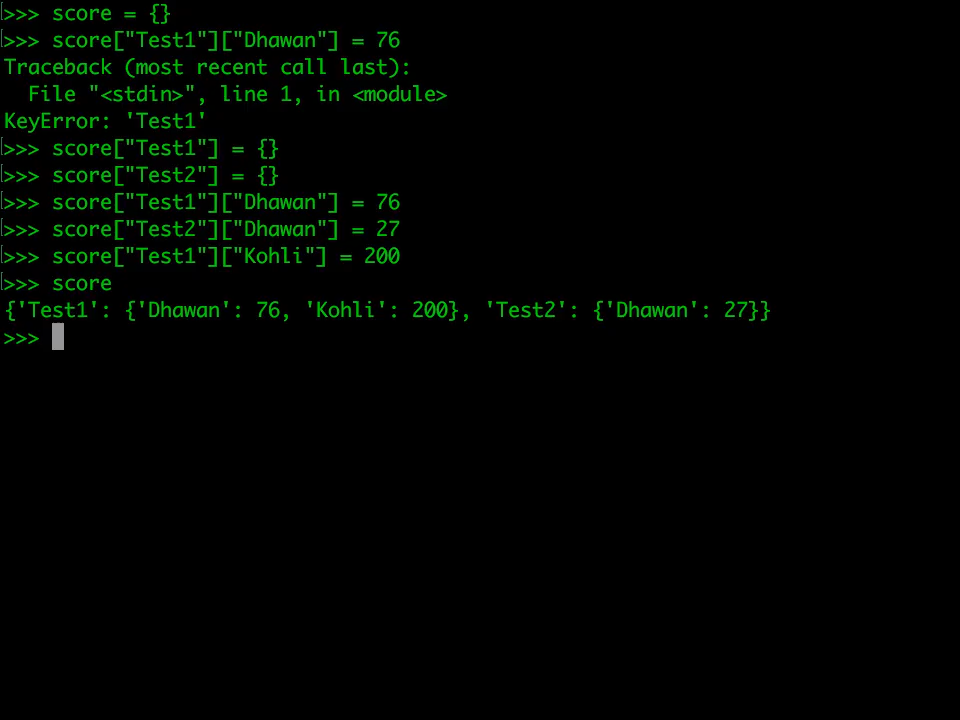 >>> score = {}
>>> score["Test1"]["Dhawan"] = 76
Traceback (most recent call last):
  File "<stdin>", line 1, in <module>
KeyError: 'Test1'
>>> score["Test1"] = {}
>>> score["Test2"] = {}
>>> score["Test1"]["Dhawan"] = 76
>>> score["Test2"]["Dhawan"] = 27
>>> score["Test1"]["Kohli"] = 200
>>> score
{'Test1': {'Dhawan': 76, 'Kohli': 200}, 'Test2': {'Dhawan': 27}}
>>>